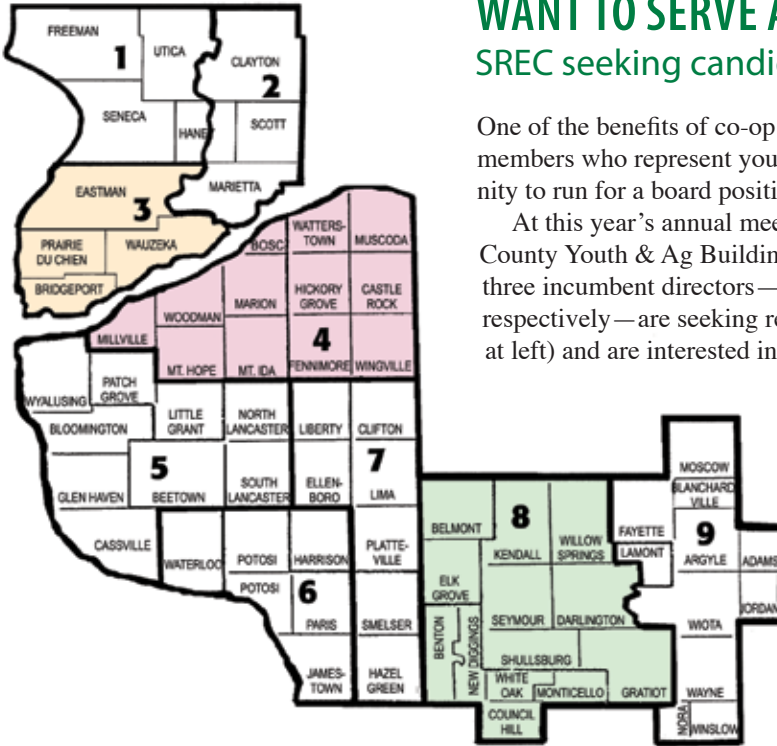 WANT TO SERVE A
SREC seeking candi
One of the benefits of co-op
members who represent you
nity to run for a board positi
At this year's annual mee
County Youth & Ag Building
three incumbent directors—
respectively—are seeking re
at left) and are interested in
FREEMAN
1
UTICA
SENECA
HANE
CLAYTON
2
SCOTT
MARIETTA
EASTMAN
3
PRAIRIE
DU CHIEN
WAUZEKA
BRIDGEPORT
BOSC
WATTERS-
TOWN
MUSCODA
MARION
HICKORY
GROVE
CASTLE
ROCK
WOODMAN
MILLVILLE
4
MT. HOPE
MT. IDA
FENNIMORE
WINGVILLE
WYALUSING
PATCH
GROVE
BLOOMINGTON
LITTLE
GRANT
NORTH
LANCASTER
LIBERTY
CLIFTON
5
7
GLEN HAVEN
BEETOWN
SOUTH
LANCASTER
ELLEN-
BORO
LIMA
CASSVILLE
WATERLOO
POTOSI
HARRISON
PLATTE-
VILLE
POTOSI
6
PARIS
SMELSER
JAMES-
TOWN
HAZEL
GREEN
BELMONT
8
KENDALL
WILLOW
SPRINGS
ELK
GROVE
SEYMOUR
DARLINGTON
BENTON
NEW DIGGINGS
SHULLSBURG
WHITE
OAK
MONTICELLO
GRATIOT
COUNCIL
HILL
MOSCOW
BLANCHARD
VILLE
FAYETTE
9
LAMONT
ARGYLE
ADAMS
JORDAN
WIOTA
WAYNE
NORA
WINSLOW